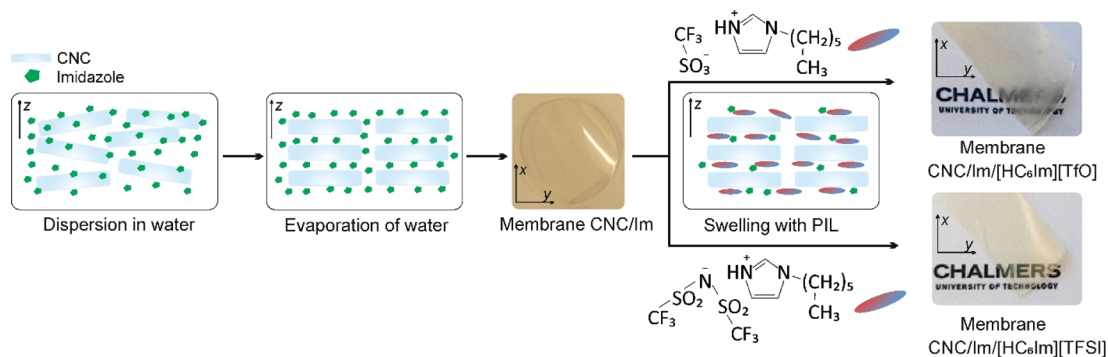 CNC
Imidazole
z
Dispersion in water
z
Evaporation of water
x
y
Membrane CNC/Im
CF₃
SO₃⁻
HN⁺
N
(CH₂)₅
CH₃
z
Swelling with PIL
N⁻
SO₂
SO₂
CF₃
CF₃
HN⁺
N
(CH₂)₅
CH₃
x
y
CHALMERS
UNIVERSITY OF TECHNOLOGY
Membrane
CNC/Im/[HC₆Im][TfO]
x
y
CHALMERS
UNIVERSITY OF TECHNOLOGY
Membrane
CNC/Im/[HC₆Im][TFSI]